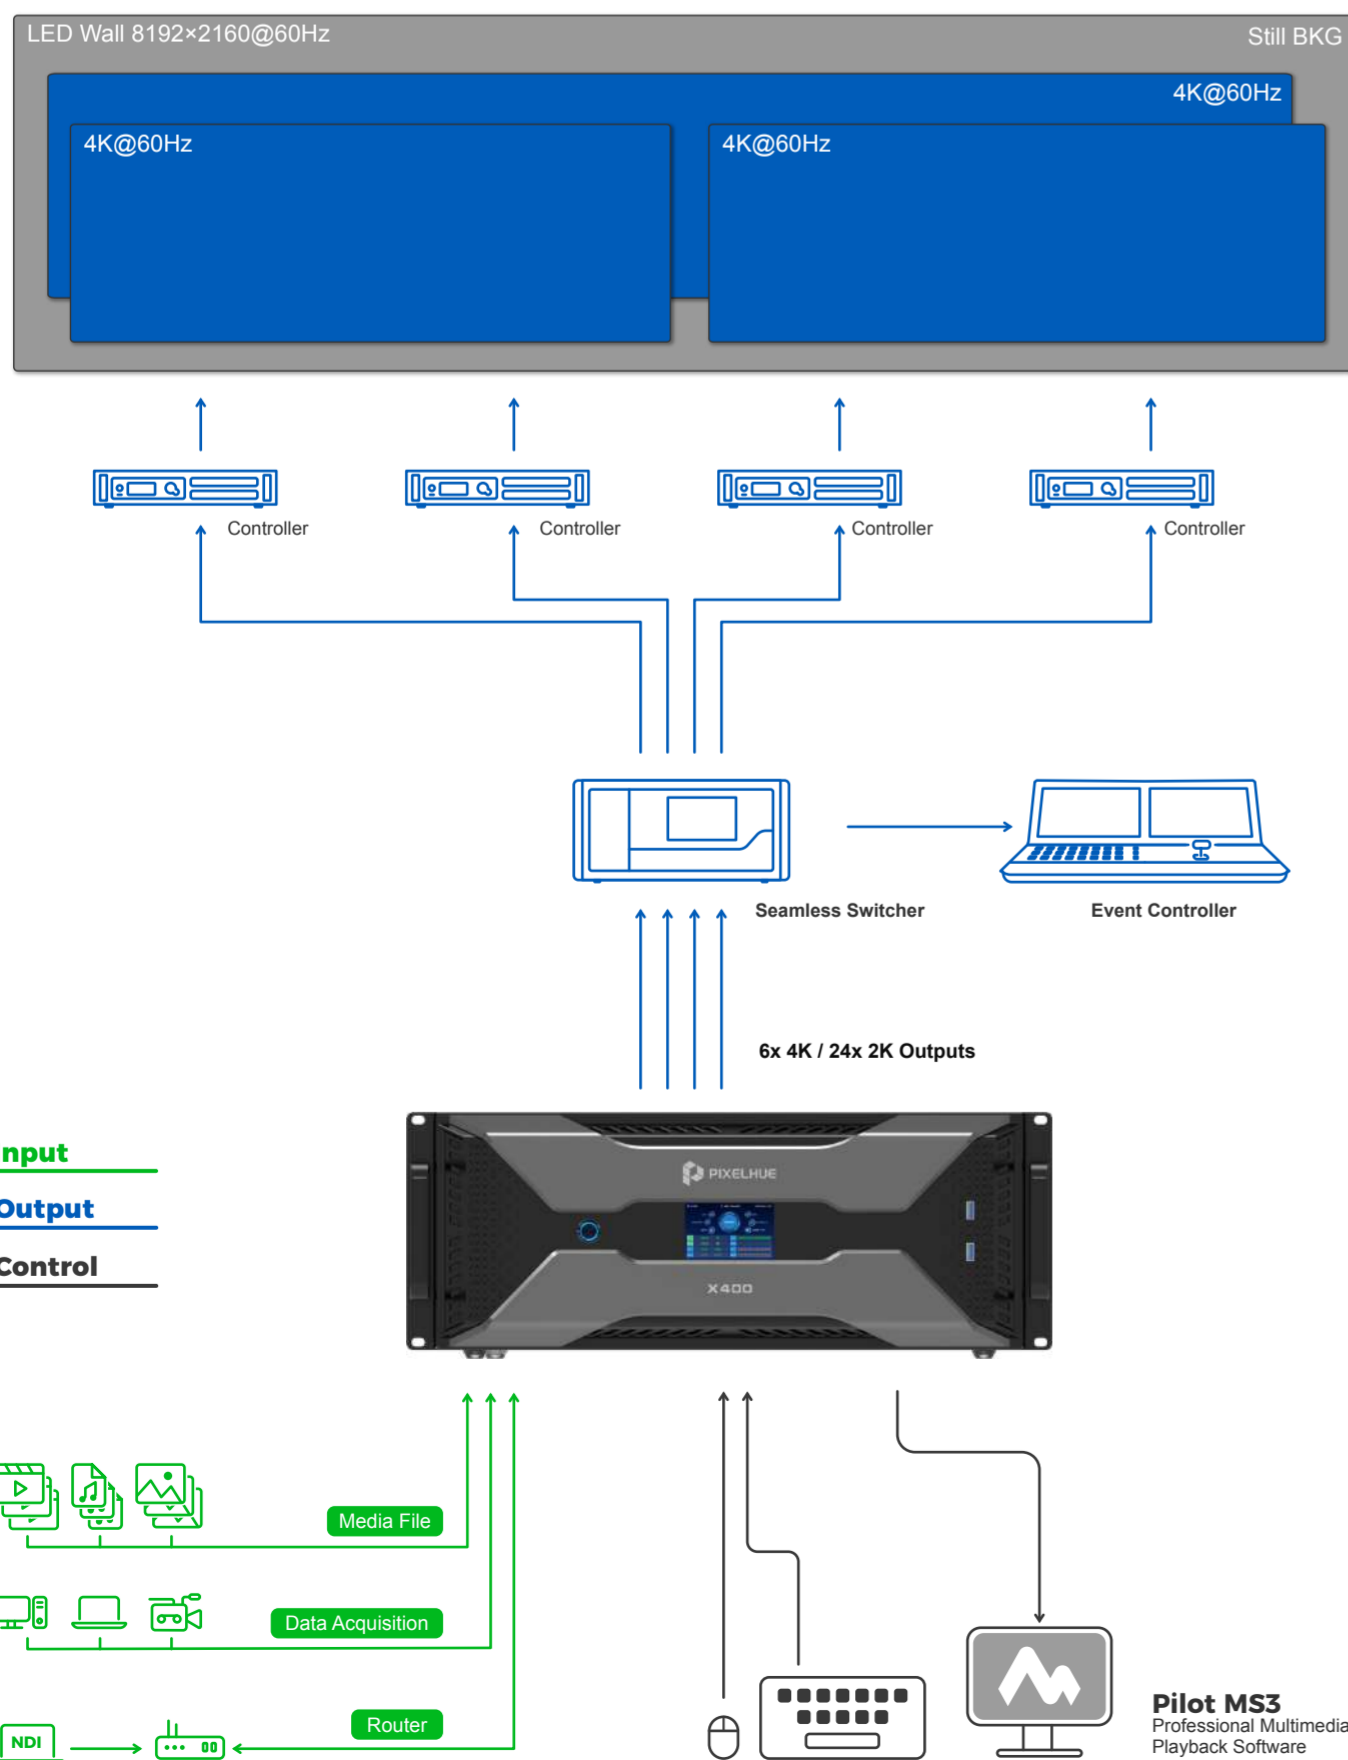 LED Wall 8192×2160@60Hz
Still BKG
4K@60Hz
4K@60Hz
4K@60Hz
Controller
Controller
Controller
Controller
Seamless Switcher
Event Controller
6x 4K / 24x 2K Outputs
PIXELHUE
X400
nput
Output
Control
Media File
Data Acquisition
Router
NDI
Pilot MS3
Professional Multimedia
Playback Software